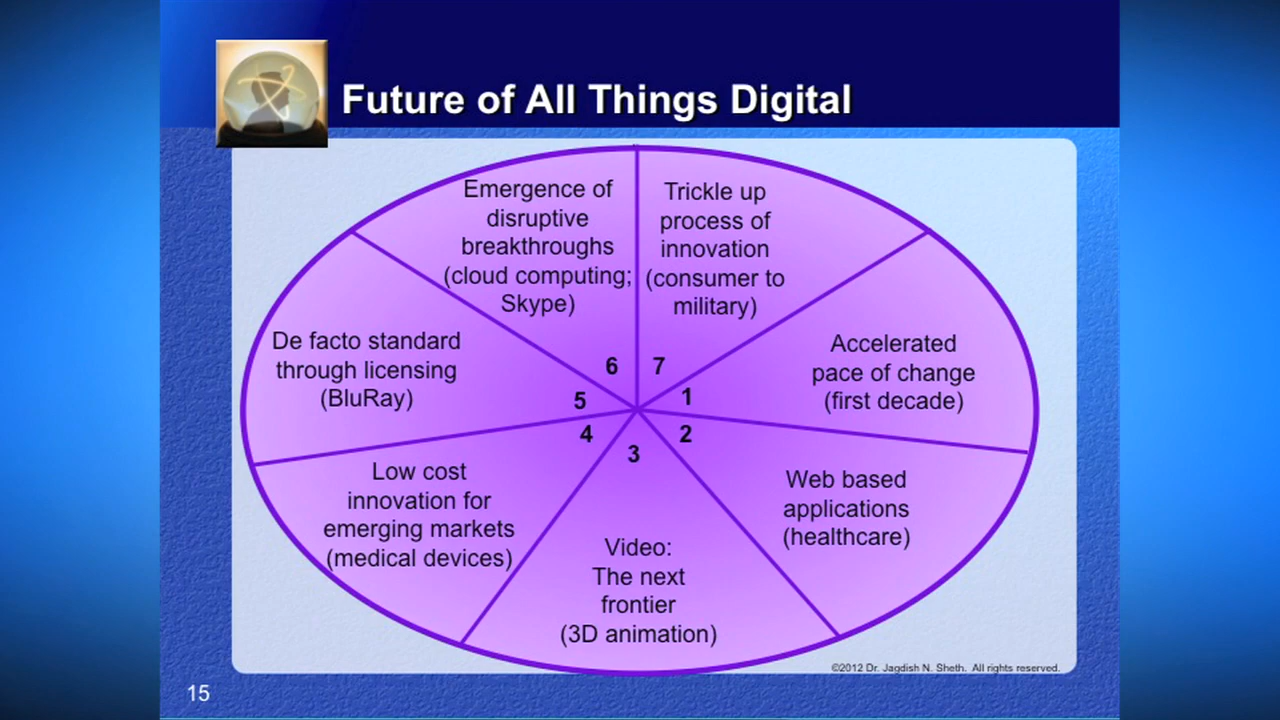 Future of All Things Digital
Emergence of
disruptive
breakthroughs
(cloud computing;
Skype)
Trickle up
process of
innovation
(consumer to
military)
De facto standard
through licensing
(BluRay)
Accelerated
pace of change
(first decade)
6
7
5
1
4
2
3
Low cost
innovation for
emerging markets
(medical devices)
Web based
applications
(healthcare)
Video:
The next
frontier
(3D animation)
©2012 Dr. Jagdish N. Sheth. All rights reserved.
15